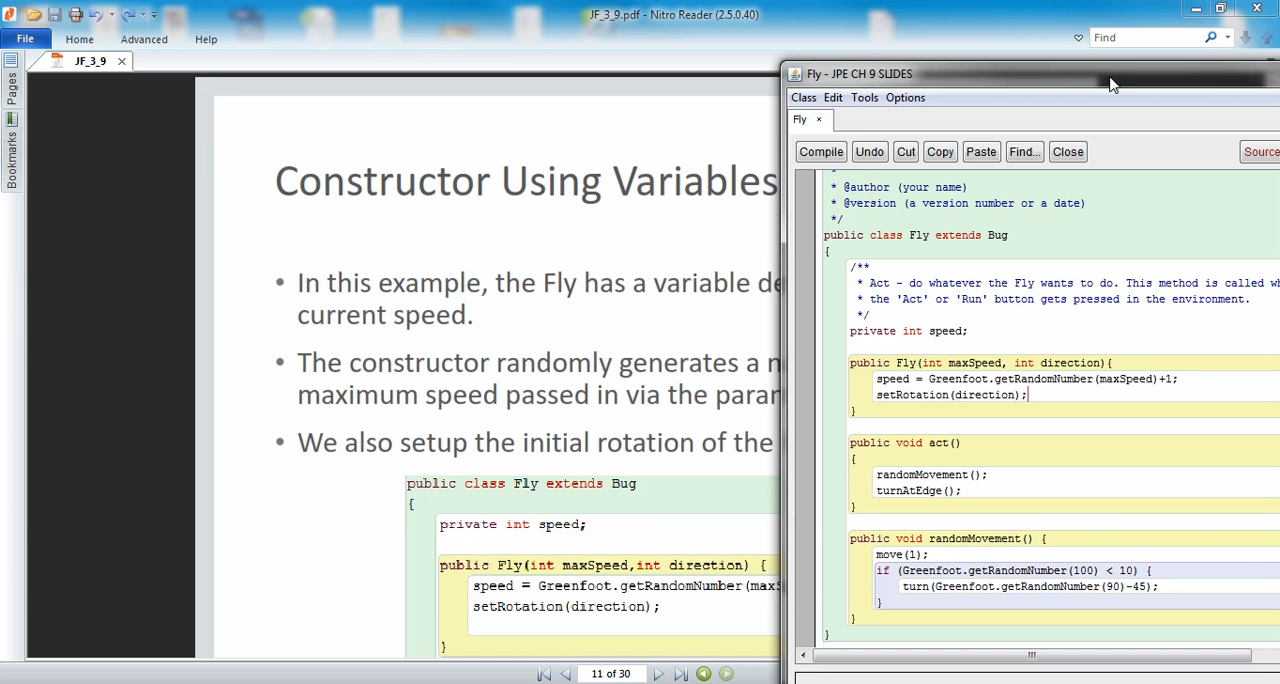 JF_3_9.pdf - Nitro Reader (2.5.0.40)
File Home Advanced Help
Find
JF_3_9
Pages
Bookmarks
Constructor Using Variables
• In this example, the Fly has a variable de
current speed.
• The constructor randomly generates a
maximum speed passed in via the para
• We also setup the initial rotation of the
public class Fly extends Bug
{
private int speed;
public Fly(int maxSpeed,int direction) {
speed = Greenfoot.getRandomNumber(maxS
setRotation(direction);
}
11 of 30
Fly - JPE CH 9 SLIDES
Class Edit Tools Options
Fly
Compile Undo Cut Copy Paste Find... Close Source
*
* @author (your name)
* @version (a version number or a date)
*/
public class Fly extends Bug
{
/**
* Act - do whatever the Fly wants to do. This method is called wh
* the 'Act' or 'Run' button gets pressed in the environment.
*/
private int speed;
public Fly(int maxSpeed, int direction){
speed = Greenfoot.getRandomNumber(maxSpeed)+1;
setRotation(direction);
}
public void act()
{
randomMovement();
turnAtEdge();
}
public void randomMovement() {
move(1);
if (Greenfoot.getRandomNumber(100) < 10) {
turn(Greenfoot.getRandomNumber(90)-45);
}
}
}